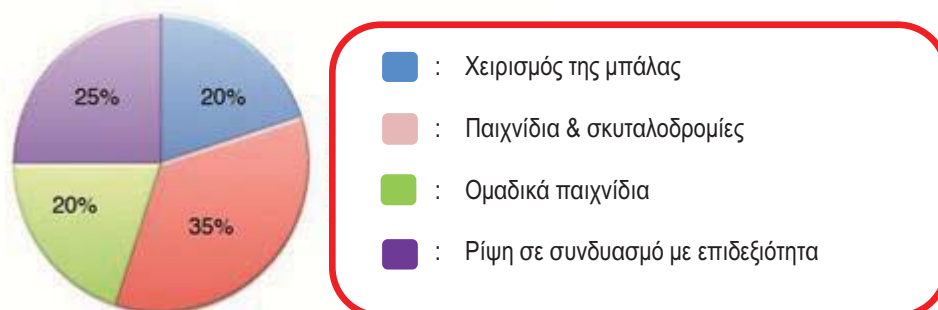 25%
20%
20%
35%
: Χειρισμός της μπάλας
: Παιχνίδια & σκυταλοδρομίες
: Ομαδικά παιχνίδια
: Ρίψη σε συνδυασμό με επιδεξιότητα